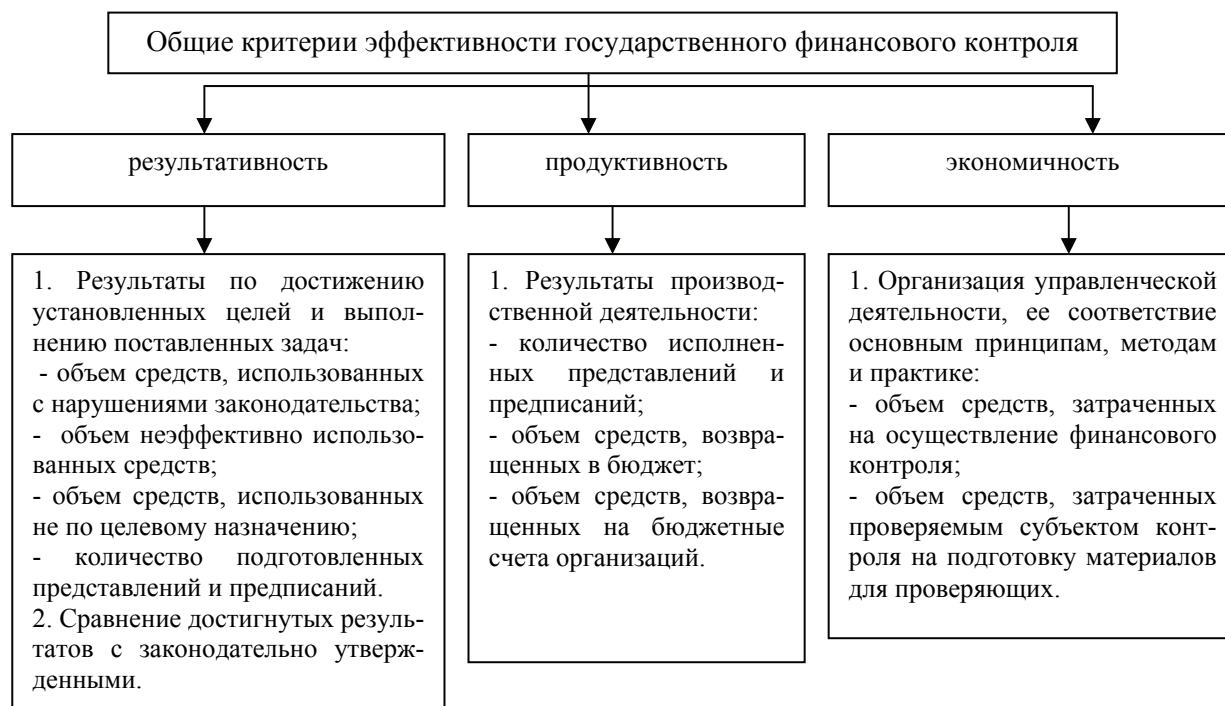 Общие критерии эффективности государственного финансового контроля
результативность
продуктивность
экономичность
1. Результаты по достижению
установленных целей и выпол-
нению поставленных задач:
- объем средств, использованных
с нарушениями законодательства;
- объем неэффективно использо-
ванных средств;
- объем средств, использованных
не по целевому назначению;
- количество подготовленных
представлений и предписаний.
2. Сравнение достигнутых резуль-
татов с законодательно утверж-
денными.
1. Результаты производ-
ственной деятельности:
- количество исполнен-
ных представлений и
предписаний;
- объем средств, возвра-
щенных в бюджет;
- объем средств, возвра-
щенных на бюджетные
счета организаций.
1. Организация управленческой
деятельности, ее соответствие
основным принципам, методам
и практике:
- объем средств, затраченных
на осуществление финансового
контроля;
- объем средств, затраченных
проверяемым субъектом конт-
роля на подготовку материалов
для проверяющих.